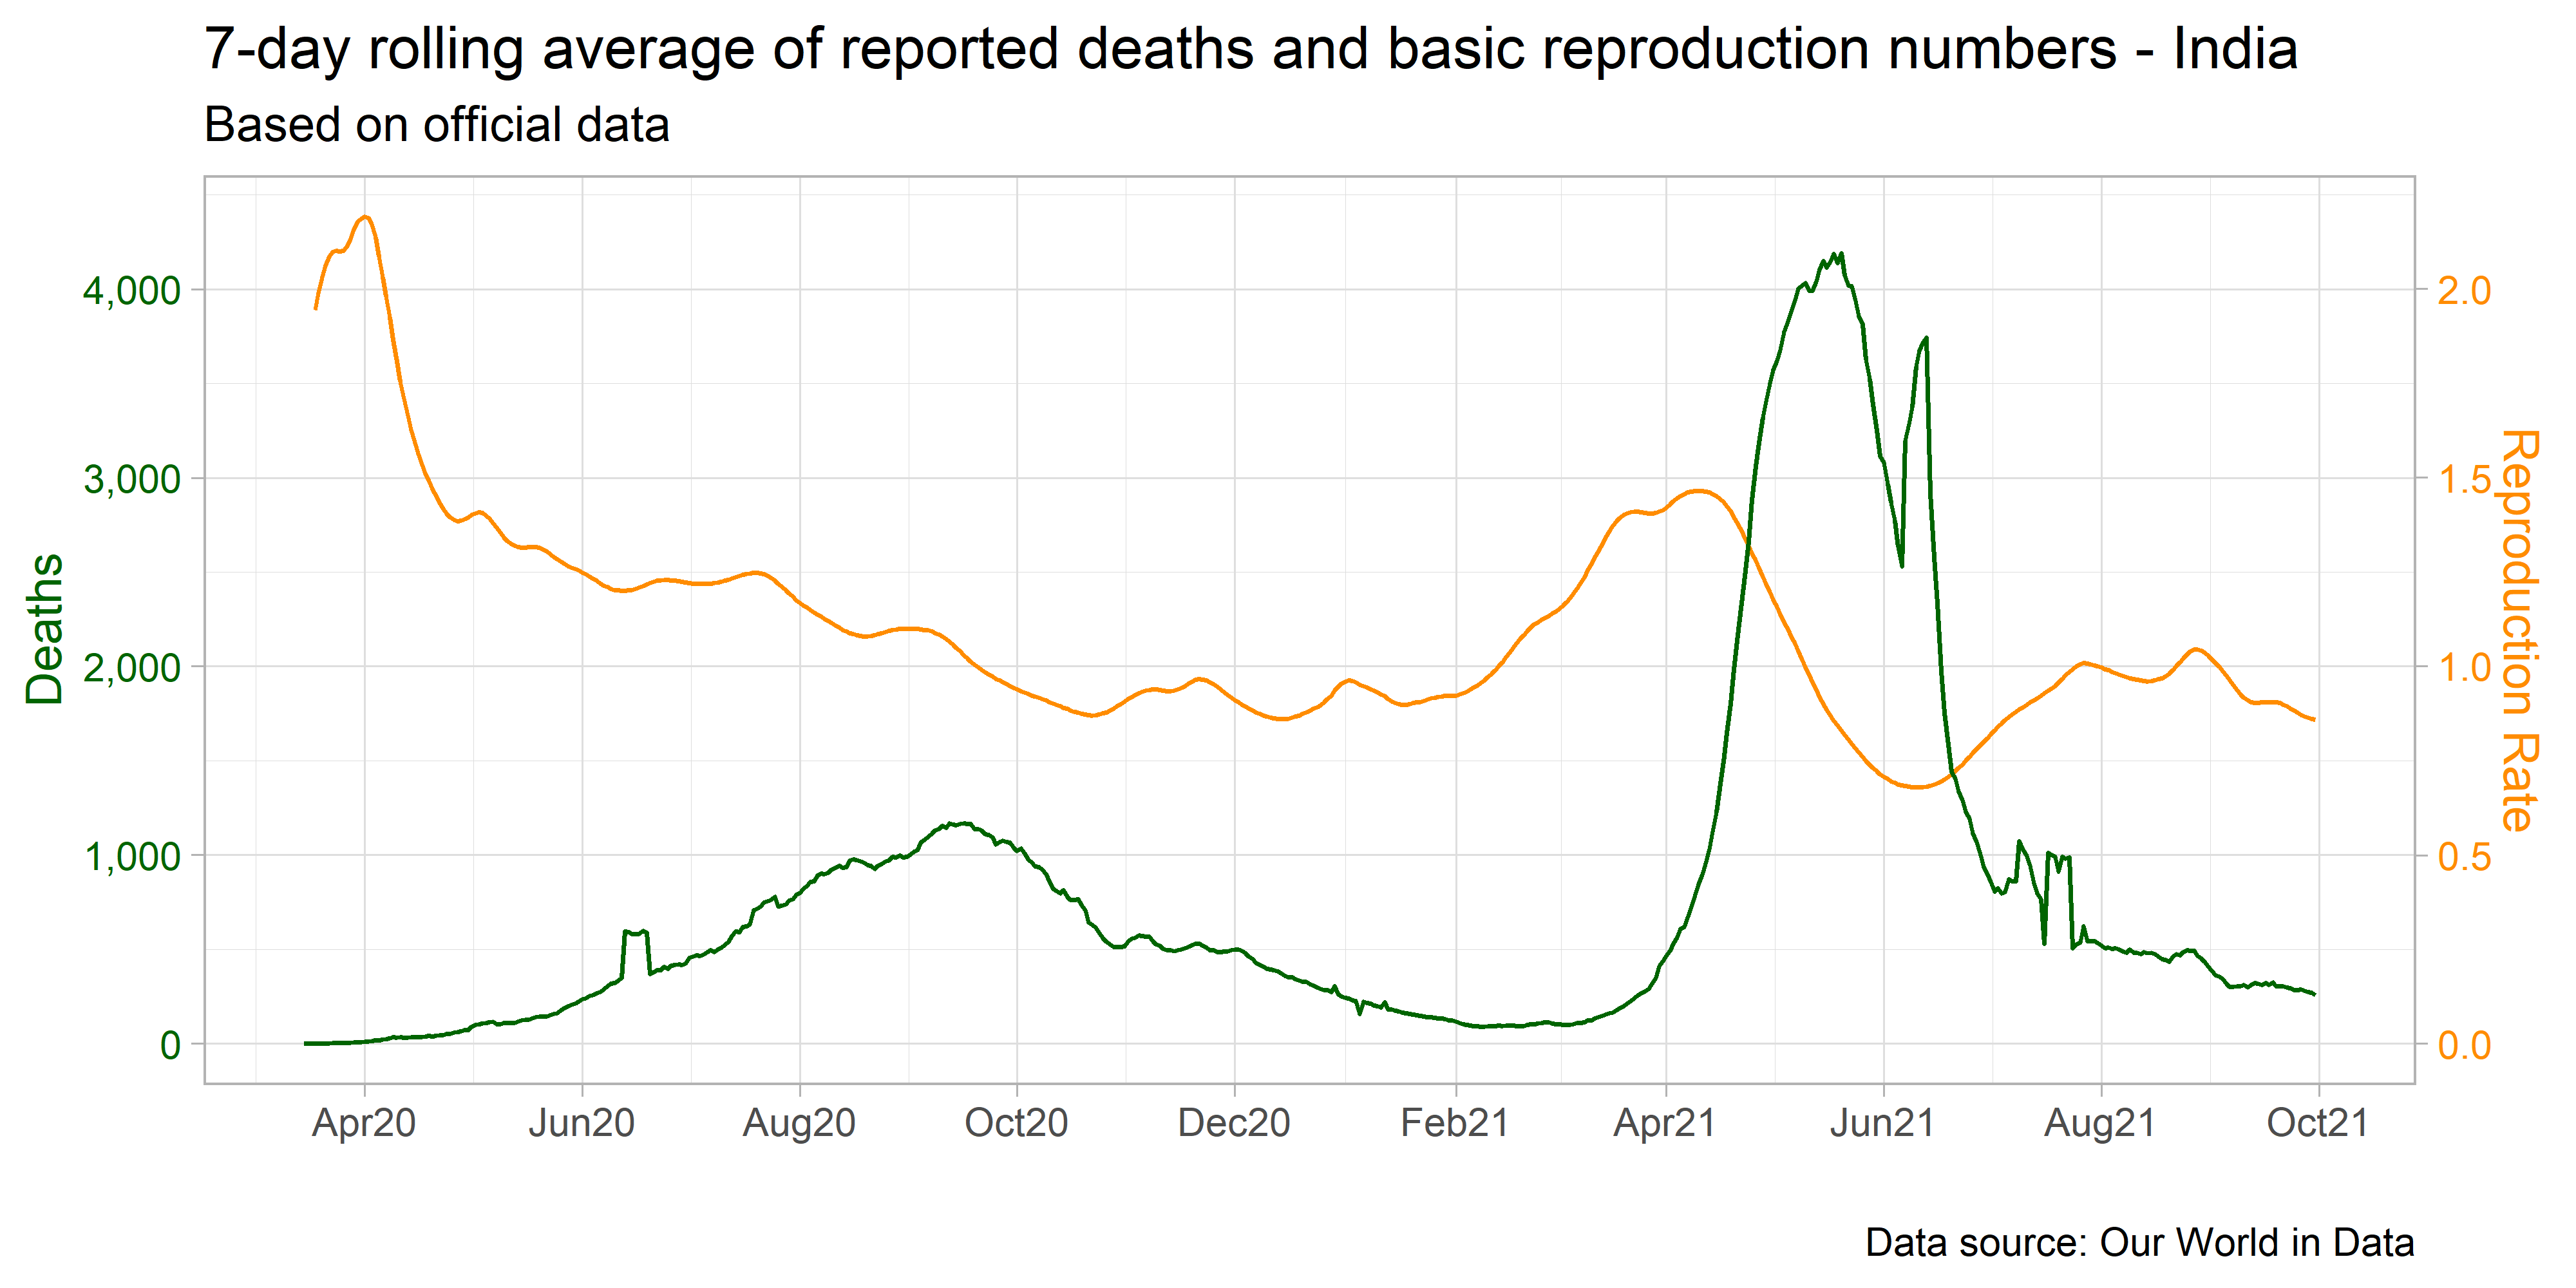 7-day rolling average of reported deaths and basic reproduction numbers - India
Based on official data
Deaths
4,000
3,000
2,000
1,000
0
2.0
1.5
1.0
0.5
0.0
Reproduction Rate
Apr20 Jun20 Aug20 Oct20 Dec20 Feb21 Apr21 Jun21 Aug21 Oct21
Data source: Our World in Data